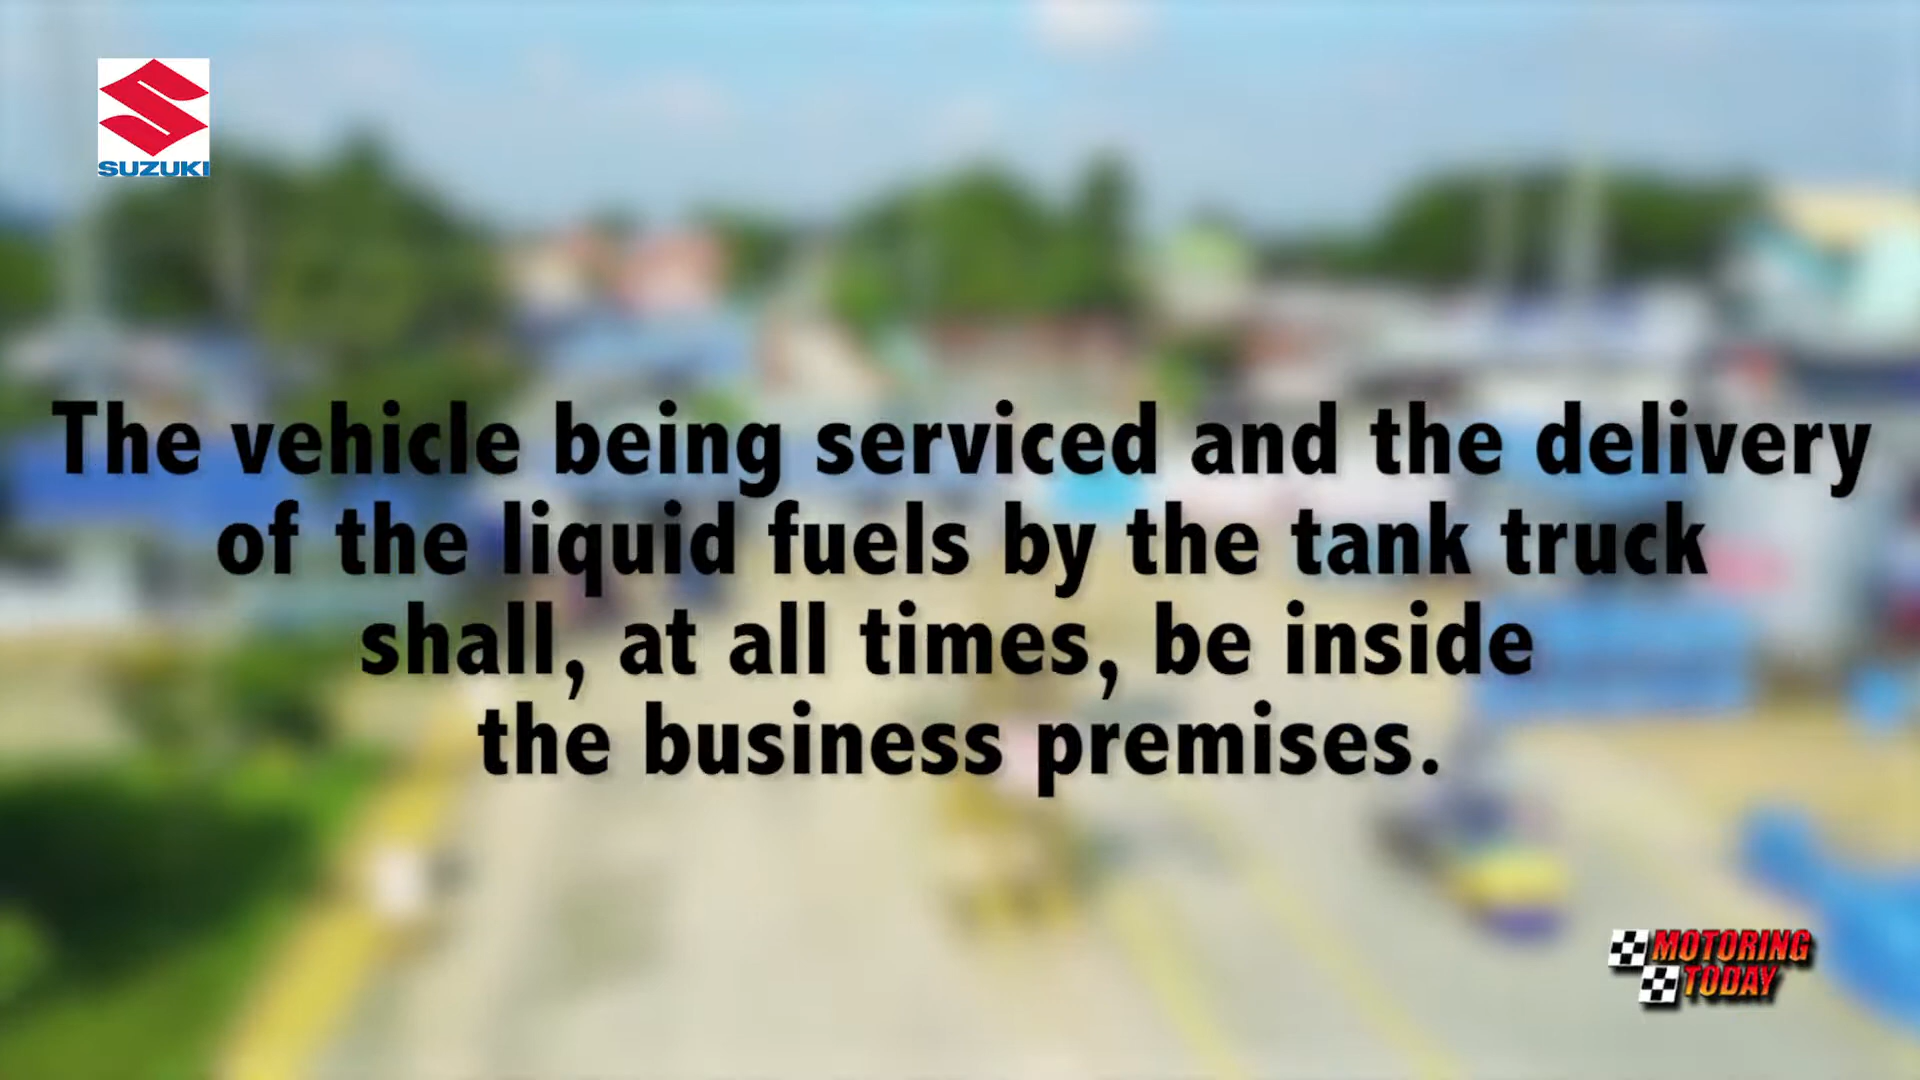 SUZUKI
The vehicle being serviced and the delivery
of the liquid fuels by the tank truck
shall, at all times, be inside
the business premises.
MOTORING
TODAY